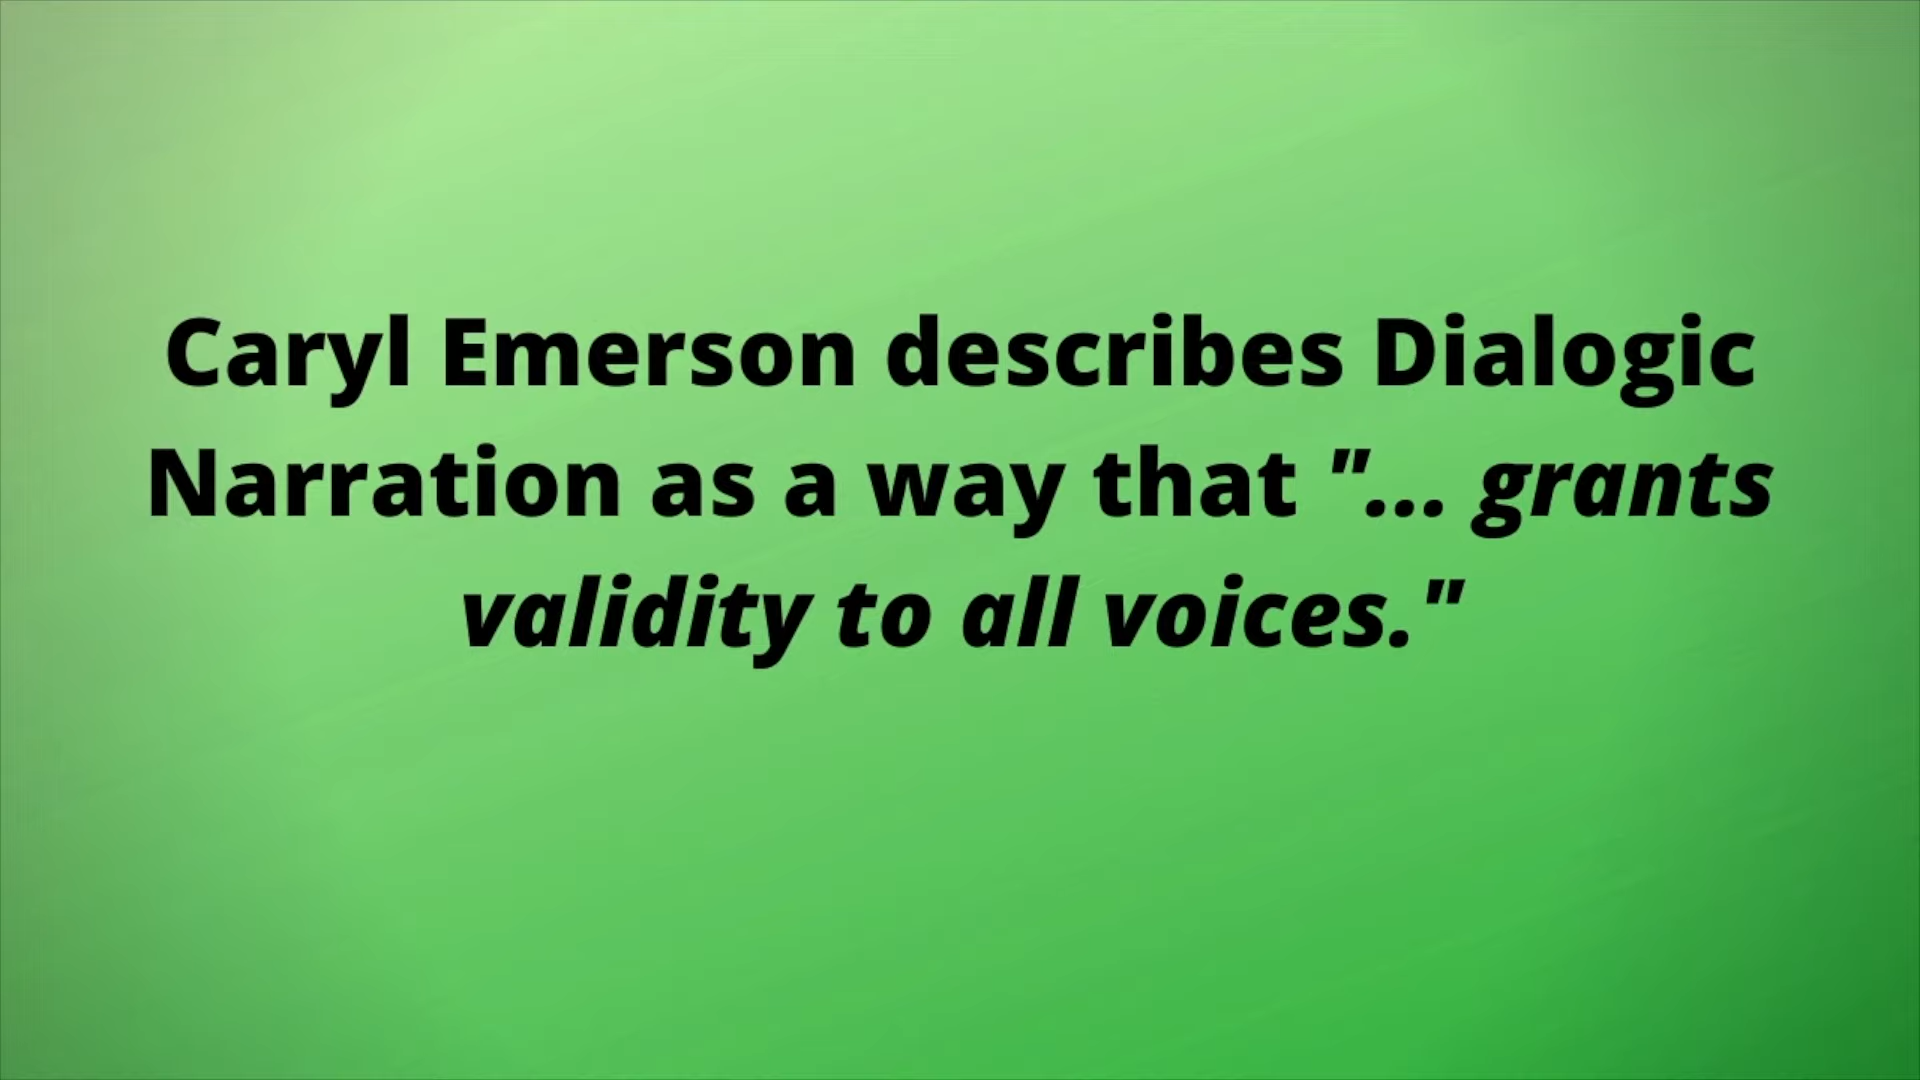 Caryl Emerson describes Dialogic
Narration as a way that "... grants
validity to all voices."